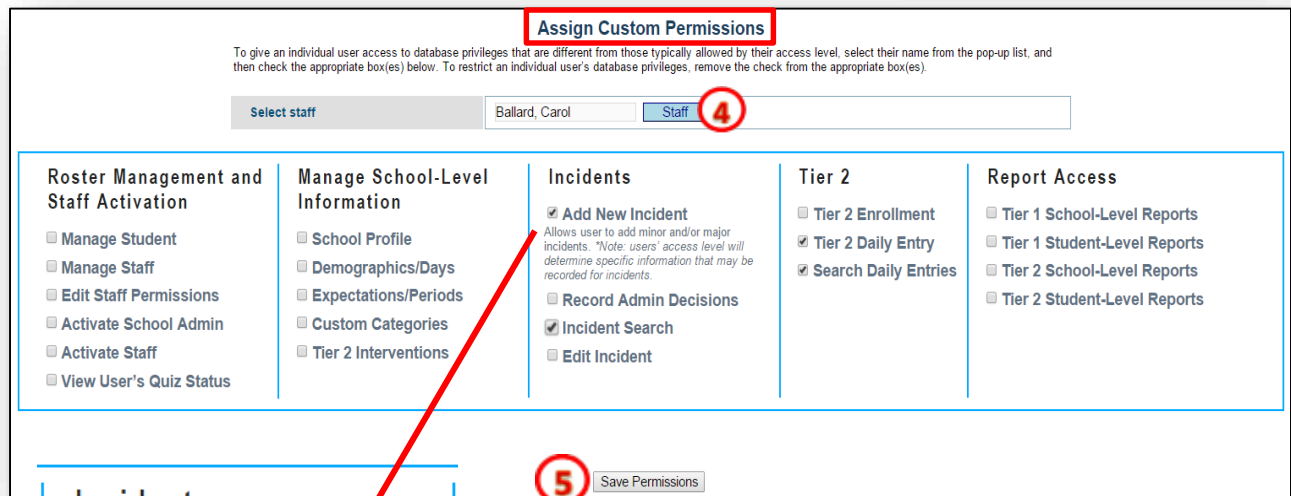 Assign Custom Permissions
To give an individual user access to database privileges that are different from those typically allowed by their access level, select their name from the pop-up list, and
then check the appropriate box(es) below. To restrict an individual user's database privileges, remove the check from the appropriate box(es).
Select staff
Ballard, Carol
Staff
4
Roster Management and
Staff Activation
Manage Student
Manage Staff
Edit Staff Permissions
Activate School Admin
Activate Staff
View User's Quiz Status
Manage School-Level
Information
School Profile
Demographics/Days
Expectations/Periods
Custom Categories
Tier 2 Interventions
Incidents
Add New Incident
Allows user to add minor and/or major
incidents. *Note: users' access level will
determine specific information that may be
recorded for incidents.
Record Admin Decisions
Incident Search
Edit Incident
Tier 2
Tier 2 Enrollment
Tier 2 Daily Entry
Search Daily Entries
Report Access
Tier 1 School-Level Reports
Tier 1 Student-Level Reports
Tier 2 School-Level Reports
Tier 2 Student-Level Reports
5
Save Permissions